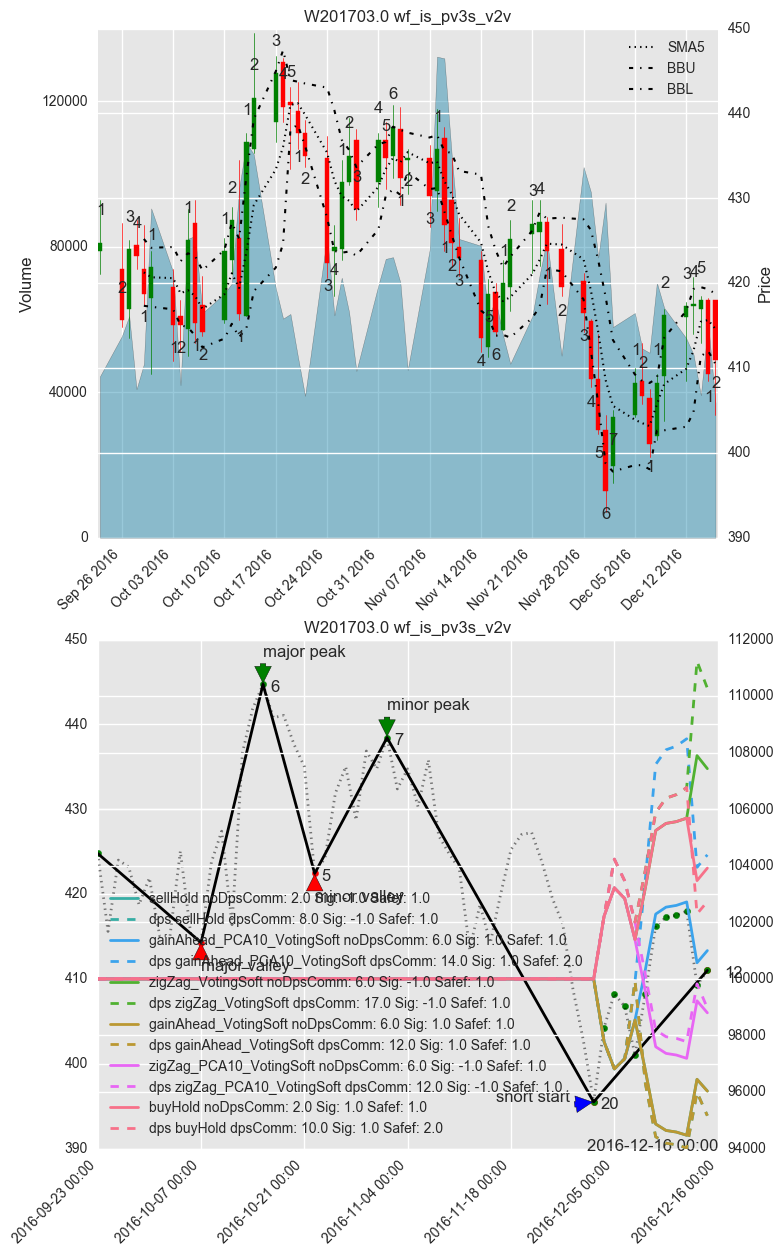 W201703.0 wf_is_pv3s_v2v
450
SMA5
BBU
BBL
120000
440
430
80000
420
Volume
Price
410
40000
400
0
390
Sep 26 2016
Oct 03 2016
Oct 10 2016
Oct 17 2016
Oct 24 2016
Oct 31 2016
Nov 07 2016
Nov 14 2016
Nov 21 2016
Nov 28 2016
Dec 05 2016
Dec 12 2016
W201703.0 wf_is_pv3s_v2v
450
112000
major peak
6
110000
440
minor peak
7
108000
430
106000
5
104000
420
minor valley
sellHold noDpsComm: 2.0 Sig: -1.0 Safef: 1.0
dps sellHold dpsComm: 8.0 Sig: -1.0 Safef: 1.0
102000
gainAhead_PCA10_VotingSoft noDpsComm: 6.0 Sig: 1.0 Safef: 1.0
dps gainAhead_PCA10_VotingSoft dpsComm: 14.0 Sig: 1.0 Safef: 2.0
major valley
12
410
100000
zigZag_VotingSoft noDpsComm: 6.0 Sig: -1.0 Safef: 1.0
dps zigZag_VotingSoft dpsComm: 17.0 Sig: -1.0 Safef: 1.0
gainAhead_VotingSoft noDpsComm: 6.0 Sig: 1.0 Safef: 1.0
98000
dps gainAhead_VotingSoft dpsComm: 12.0 Sig: 1.0 Safef: 1.0
400
zigZag_PCA10_VotingSoft noDpsComm: 6.0 Sig: -1.0 Safef: 1.0
dps zigZag_PCA10_VotingSoft dpsComm: 12.0 Sig: -1.0 Safef: 1.0
96000
short start
20
buyHold noDpsComm: 2.0 Sig: 1.0 Safef: 1.0
dps buyHold dpsComm: 10.0 Sig: 1.0 Safef: 2.0
2016-12-16 00:00
390
94000
2016-09-23 00:00
2016-10-07 00:00
2016-10-21 00:00
2016-11-04 00:00
2016-11-18 00:00
2016-12-05 00:00
2016-12-16 00:00